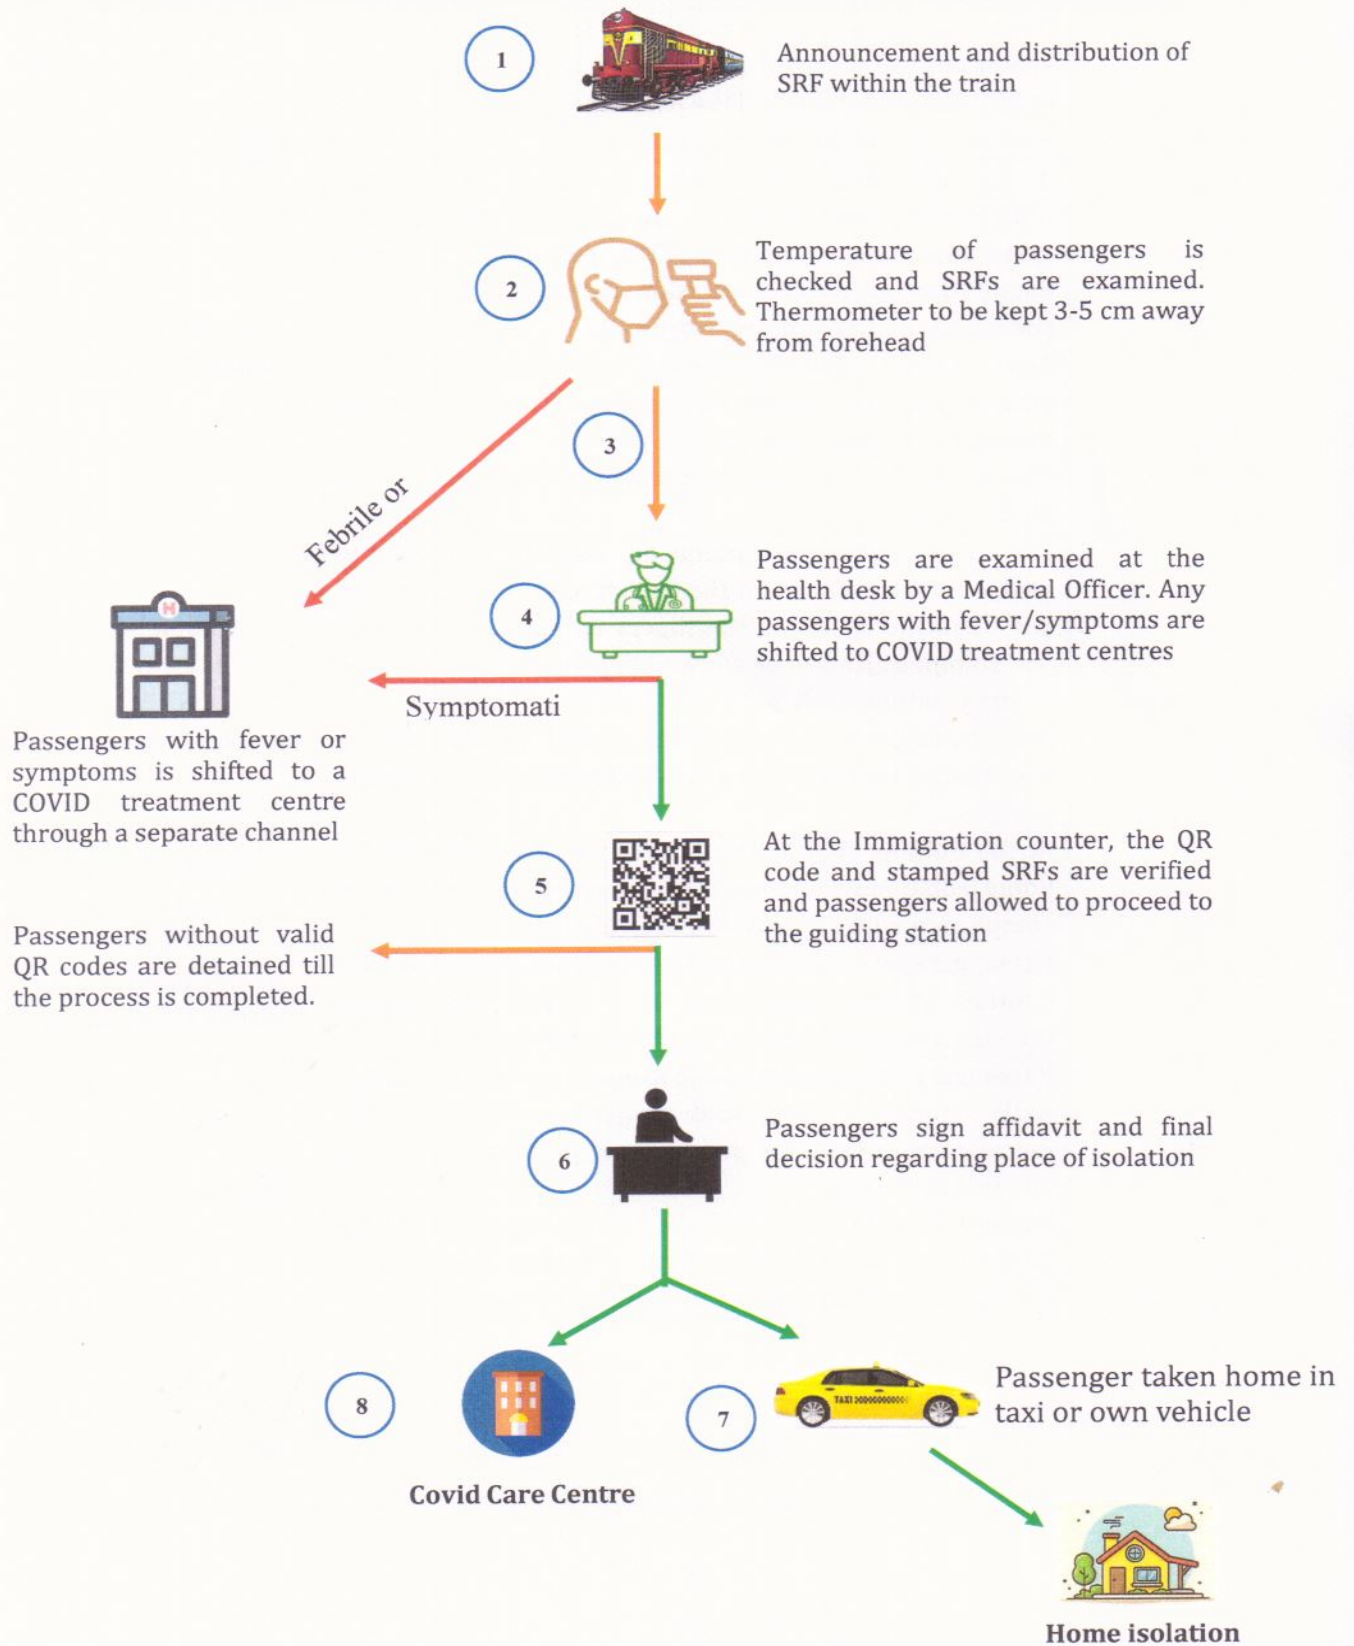 1
Announcement and distribution of
SRF within the train
2
Temperature of passengers is
checked and SRFs are examined.
Thermometer to be kept 3-5 cm away
from forehead
3
Febrile or
4
Passengers are examined at the
health desk by a Medical Officer. Any
passengers with fever/symptoms are
shifted to COVID treatment centres
H
Symptomati
Passengers with fever or
symptoms is shifted to a
COVID treatment centre
through a separate channel
5
At the Immigration counter, the QR
code and stamped SRFs are verified
and passengers allowed to proceed to
the guiding station
Passengers without valid
QR codes are detained till
the process is completed.
6
Passengers sign affidavit and final
decision regarding place of isolation
8
Covid Care Centre
7
TAXI
Passenger taken home in
taxi or own vehicle
Home isolation